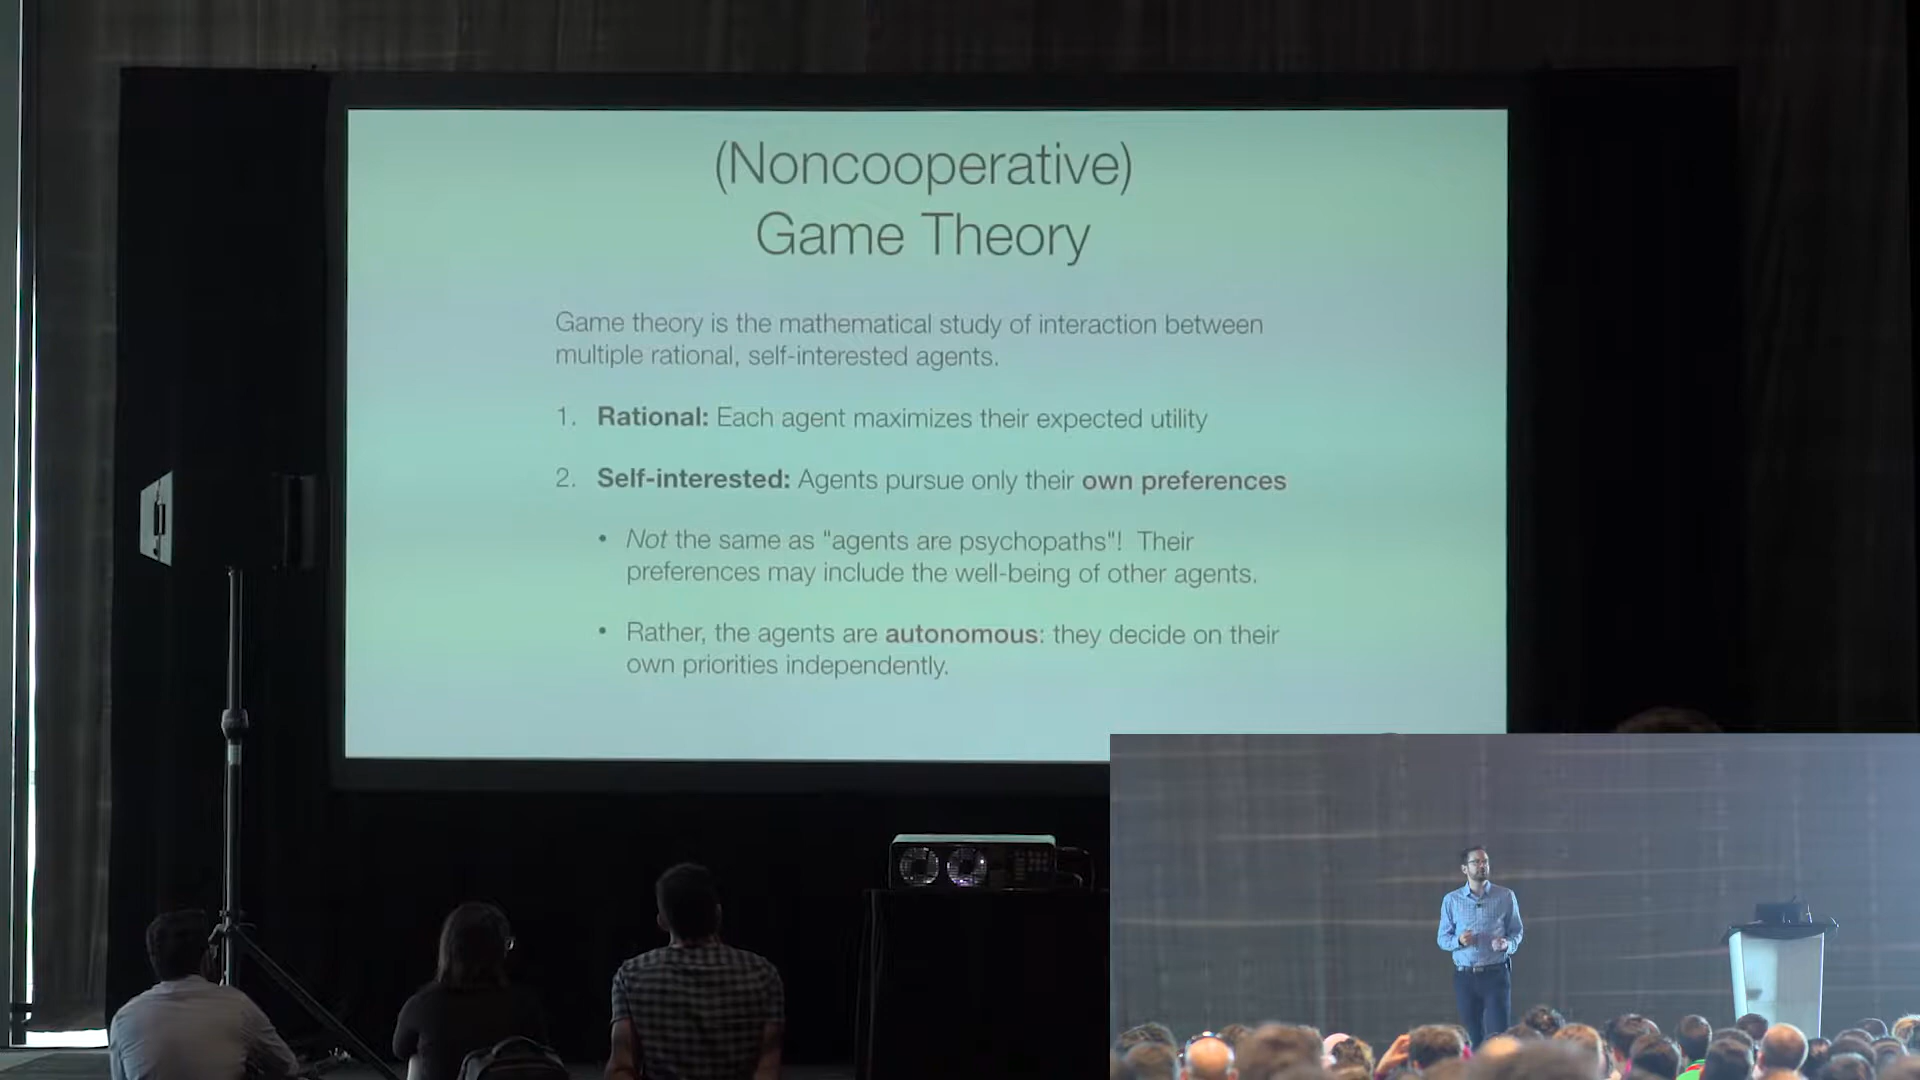 (Noncooperative)
Game Theory
Game theory is the mathematical study of interaction between
multiple rational, self-interested agents.
1. Rational: Each agent maximizes their expected utility
2. Self-interested: Agents pursue only their own preferences
• Not the same as "agents are psychopaths"! Their
preferences may include the well-being of other agents.
• Rather, the agents are autonomous: they decide on their
own priorities independently.